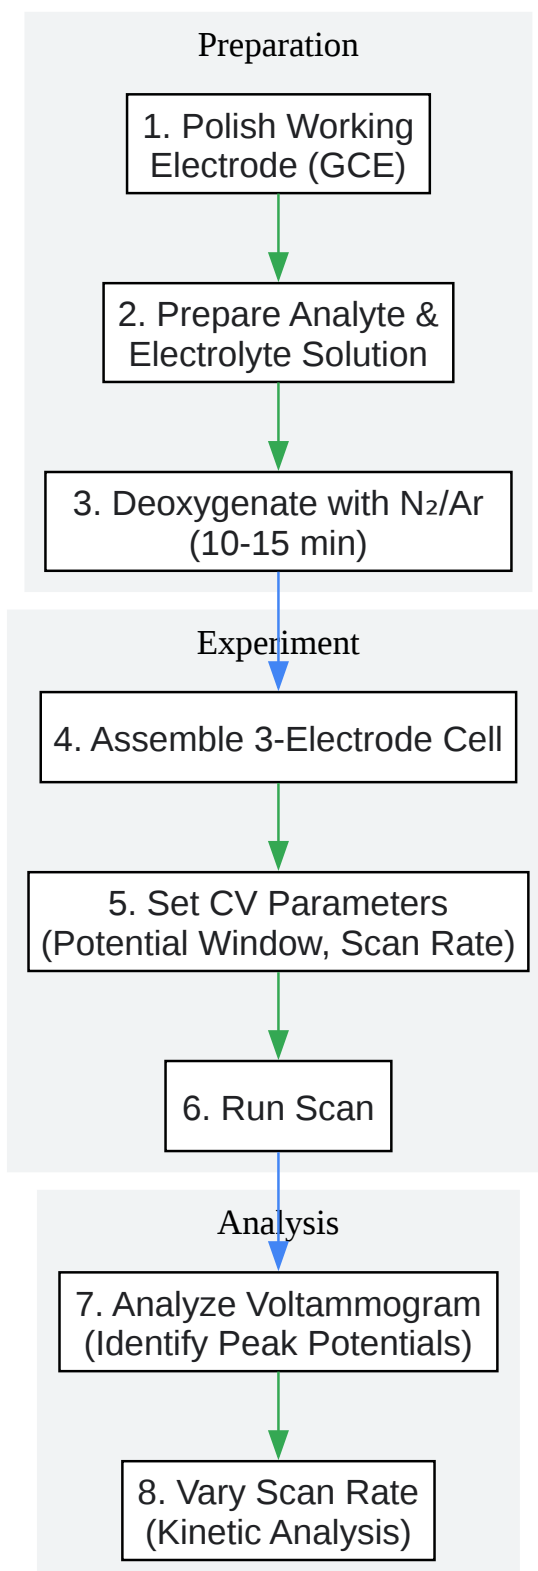 Preparation
1. Polish Working
Electrode (GCE)
2. Prepare Analyte &
Electrolyte Solution
3. Deoxygenate with N₂/Ar
(10-15 min)
Experiment
4. Assemble 3-Electrode Cell
5. Set CV Parameters
(Potential Window, Scan Rate)
6. Run Scan
Analysis
7. Analyze Voltammogram
(Identify Peak Potentials)
8. Vary Scan Rate
(Kinetic Analysis)